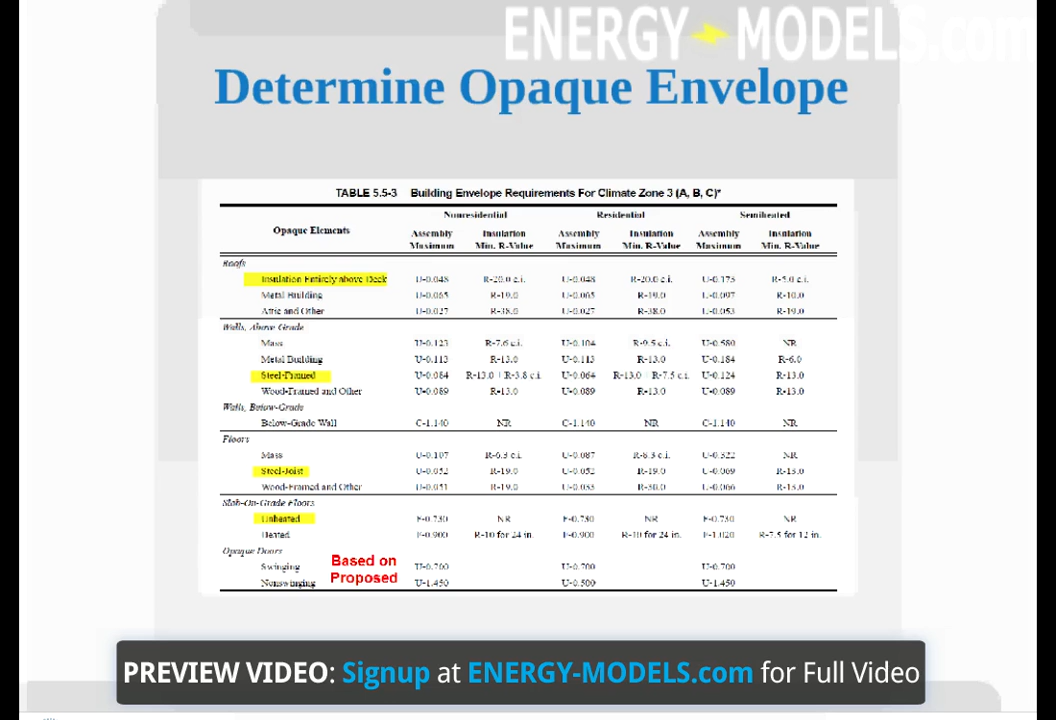 ENERGY MODELS.com
Determine Opaque Envelope
TABLE 5.5-3 Building Envelope Requirements For Climate Zone 3 (A, B, C)*
Nonresidential Residential Semiheated
Opaque Elements Assembly Maximum Insulation Min. R-Value Assembly Maximum Insulation Min. R-Value Assembly Maximum Insulation Min. R-Value
Roofs
Insulation Entirely above Deck U-0.048 R-20.0 c.i. U-0.048 R-20.0 c.i. U-0.173 R-5.0 c.i.
Metal Building U-0.065 R-19.0 U-0.065 R-19.0 U-0.097 R-10.0
Attic and Other U-0.027 R-38.0 U-0.027 R-38.0 U-0.053 R-19.0
Walls, Above Grade
Mass U-0.123 R-7.6 c.i. U-0.104 R-9.5 c.i. U-0.580 NR
Metal Building U-0.113 R-13.0 U-0.113 R-13.0 U-0.184 R-6.0
Steel-Framed U-0.084 R-13.0 + R-3.8 c.i. U-0.064 R-13.0 + R-7.5 c.i. U-0.124 R-13.0
Wood-Framed and Other U-0.089 R-13.0 U-0.089 R-13.0 U-0.089 R-13.0
Walls, Below-Grade
Below-Grade Wall C-1.140 NR C-1.140 NR C-1.140 NR
Floors
Mass U-0.107 R-6.3 c.i. U-0.087 R-8.3 c.i. U-0.322 NR
Steel-Joist U-0.052 R-19.0 U-0.052 R-19.0 U-0.069 R-13.0
Wood-Framed and Other U-0.051 R-19.0 U-0.033 R-30.0 U-0.066 R-13.0
Slab-On-Grade Floors
Unheated F-0.730 NR F-0.730 NR F-0.730 NR
Heated F-0.900 R-10 for 24 in. F-0.900 R-10 for 24 in. F-1.020 R-7.5 for 12 in.
Opaque Doors
Based on
Proposed
Swinging U-0.700 U-0.700 U-0.700
Nonswinging U-1.450 U-0.500 U-1.450
PREVIEW VIDEO: Signup at ENERGY-MODELS.com for Full Video